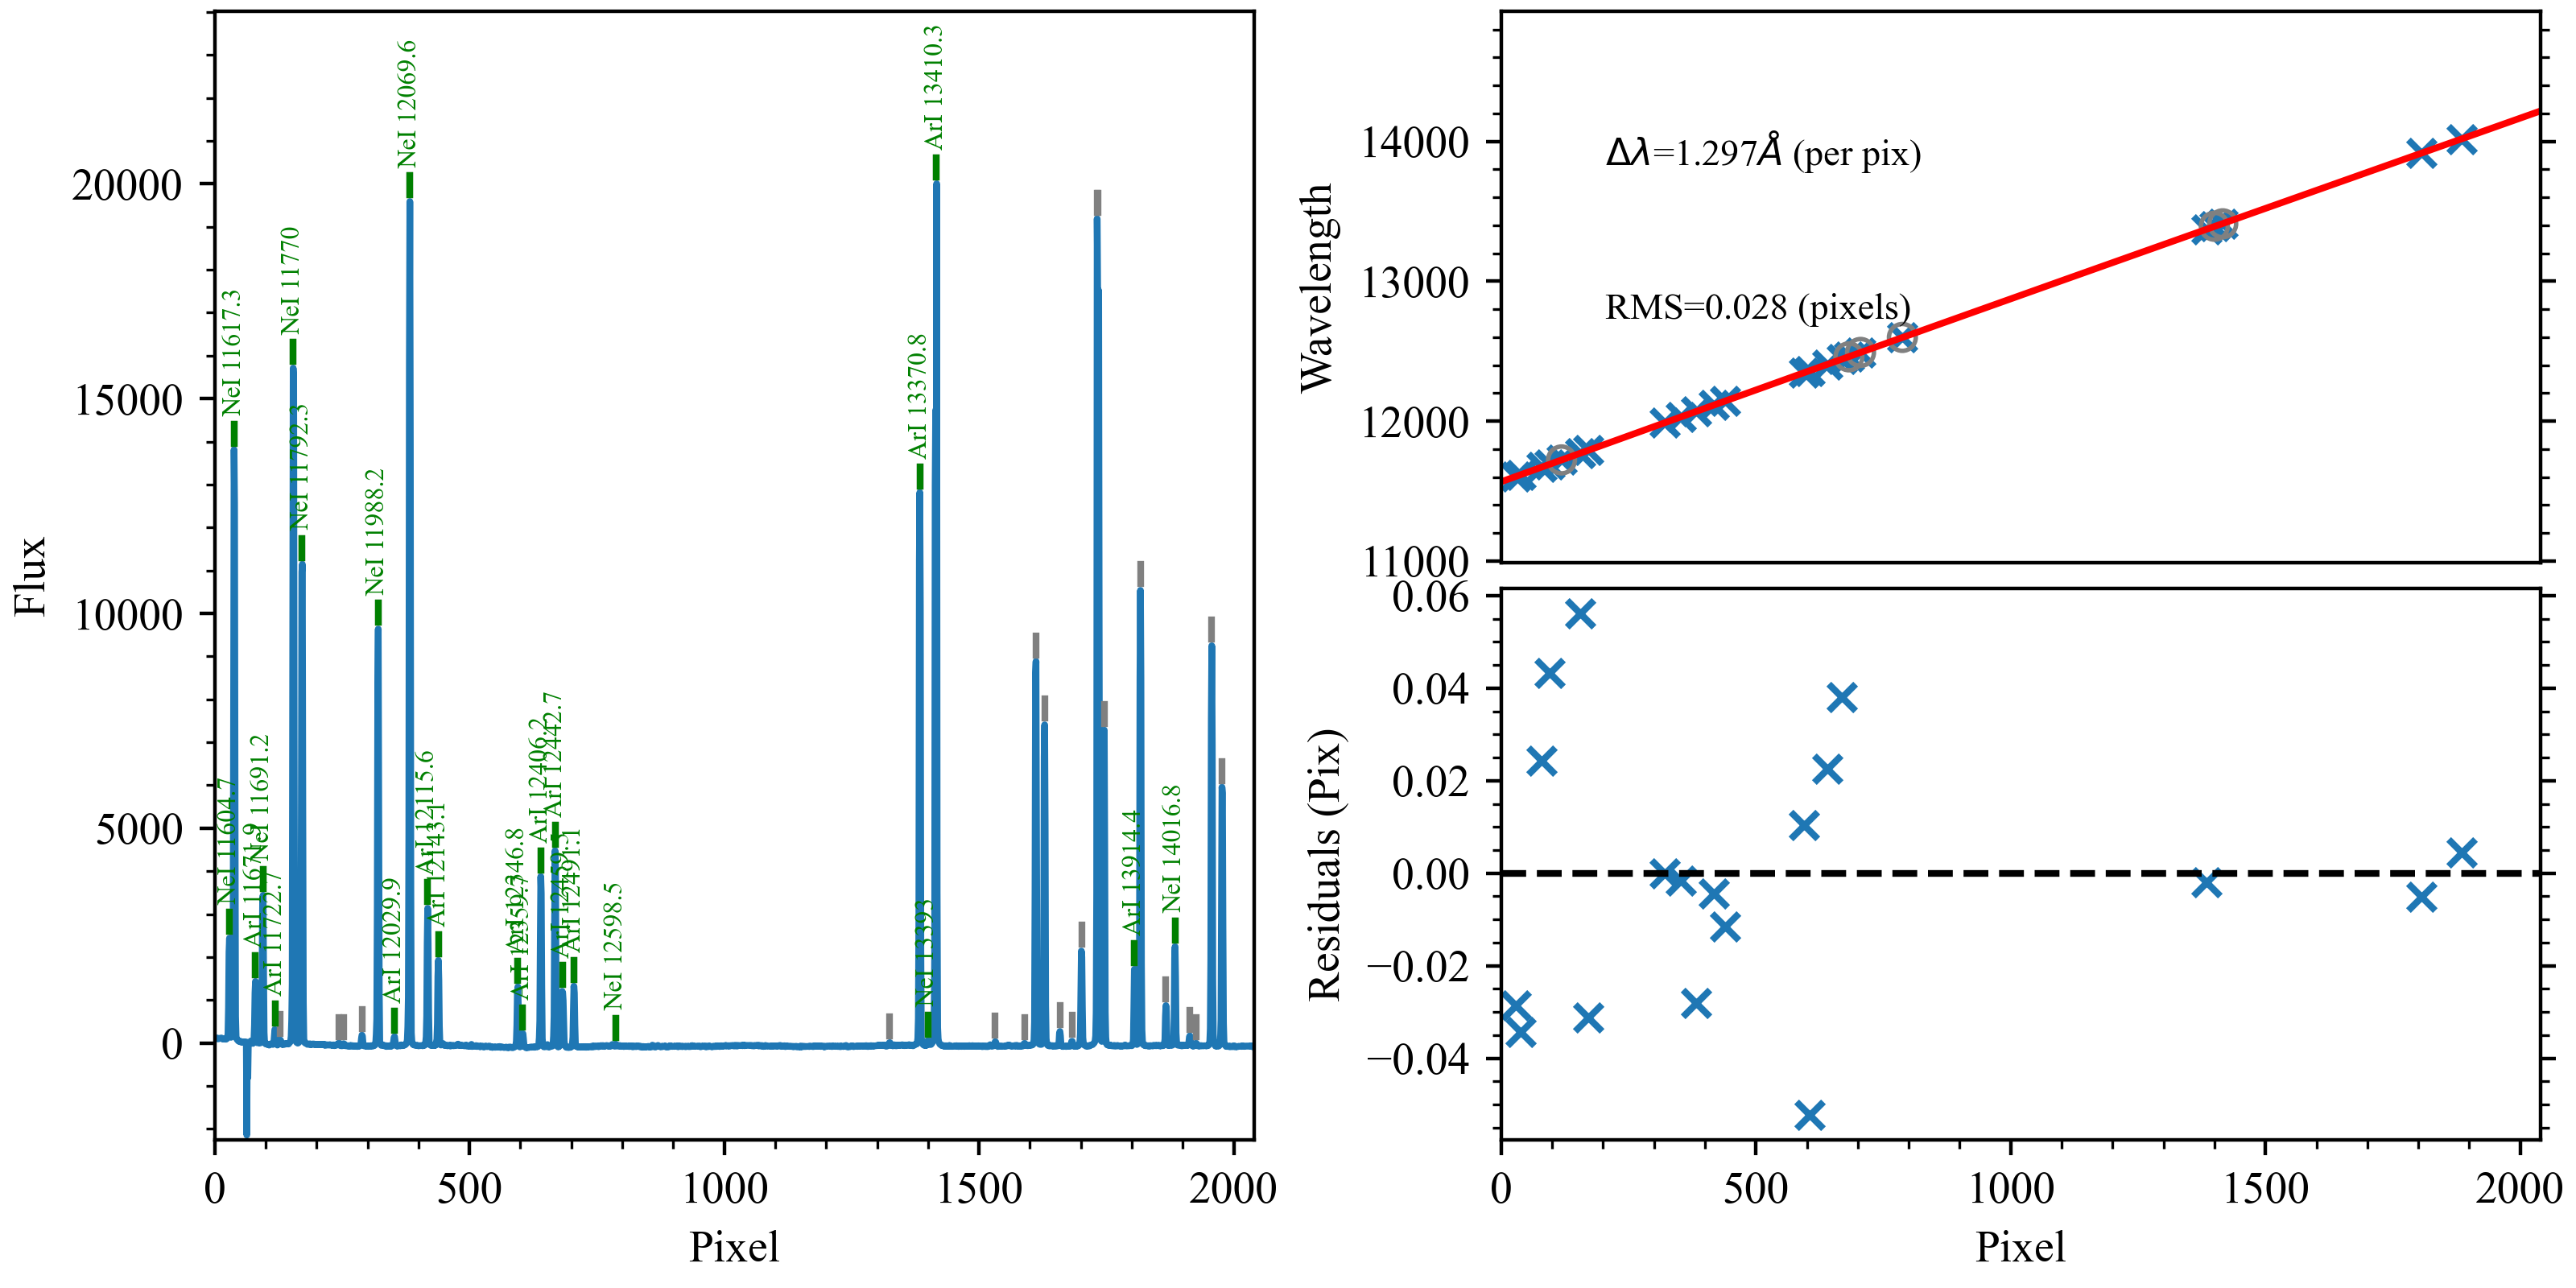 Flux
20000
15000
10000
5000
0
NeI 11604.7
NeI 11617.3
ArI 11671.9
NeI 11691.2
ArI 11722.7
NeI 11770
NeI 11792.3
NeI 11988.2
ArI 12029.9
NeI 12069.6
ArI 12115.6
ArI 12143.1
ArI 12346.8
ArI 12406.2
ArI 12442.7
ArI 12491.1
NeI 12598.5
ArI 13370.8
NeI 13393
ArI 13410.3
ArI 13914.4
NeI 14016.8
0
500
1000
1500
2000
Pixel
Wavelength
14000
13000
12000
11000
Δλ=1.297Å (per pix)
RMS=0.028 (pixels)
Residuals (Pix)
0.06
0.04
0.02
0.00
−0.02
−0.04
0
500
1000
1500
2000
Pixel